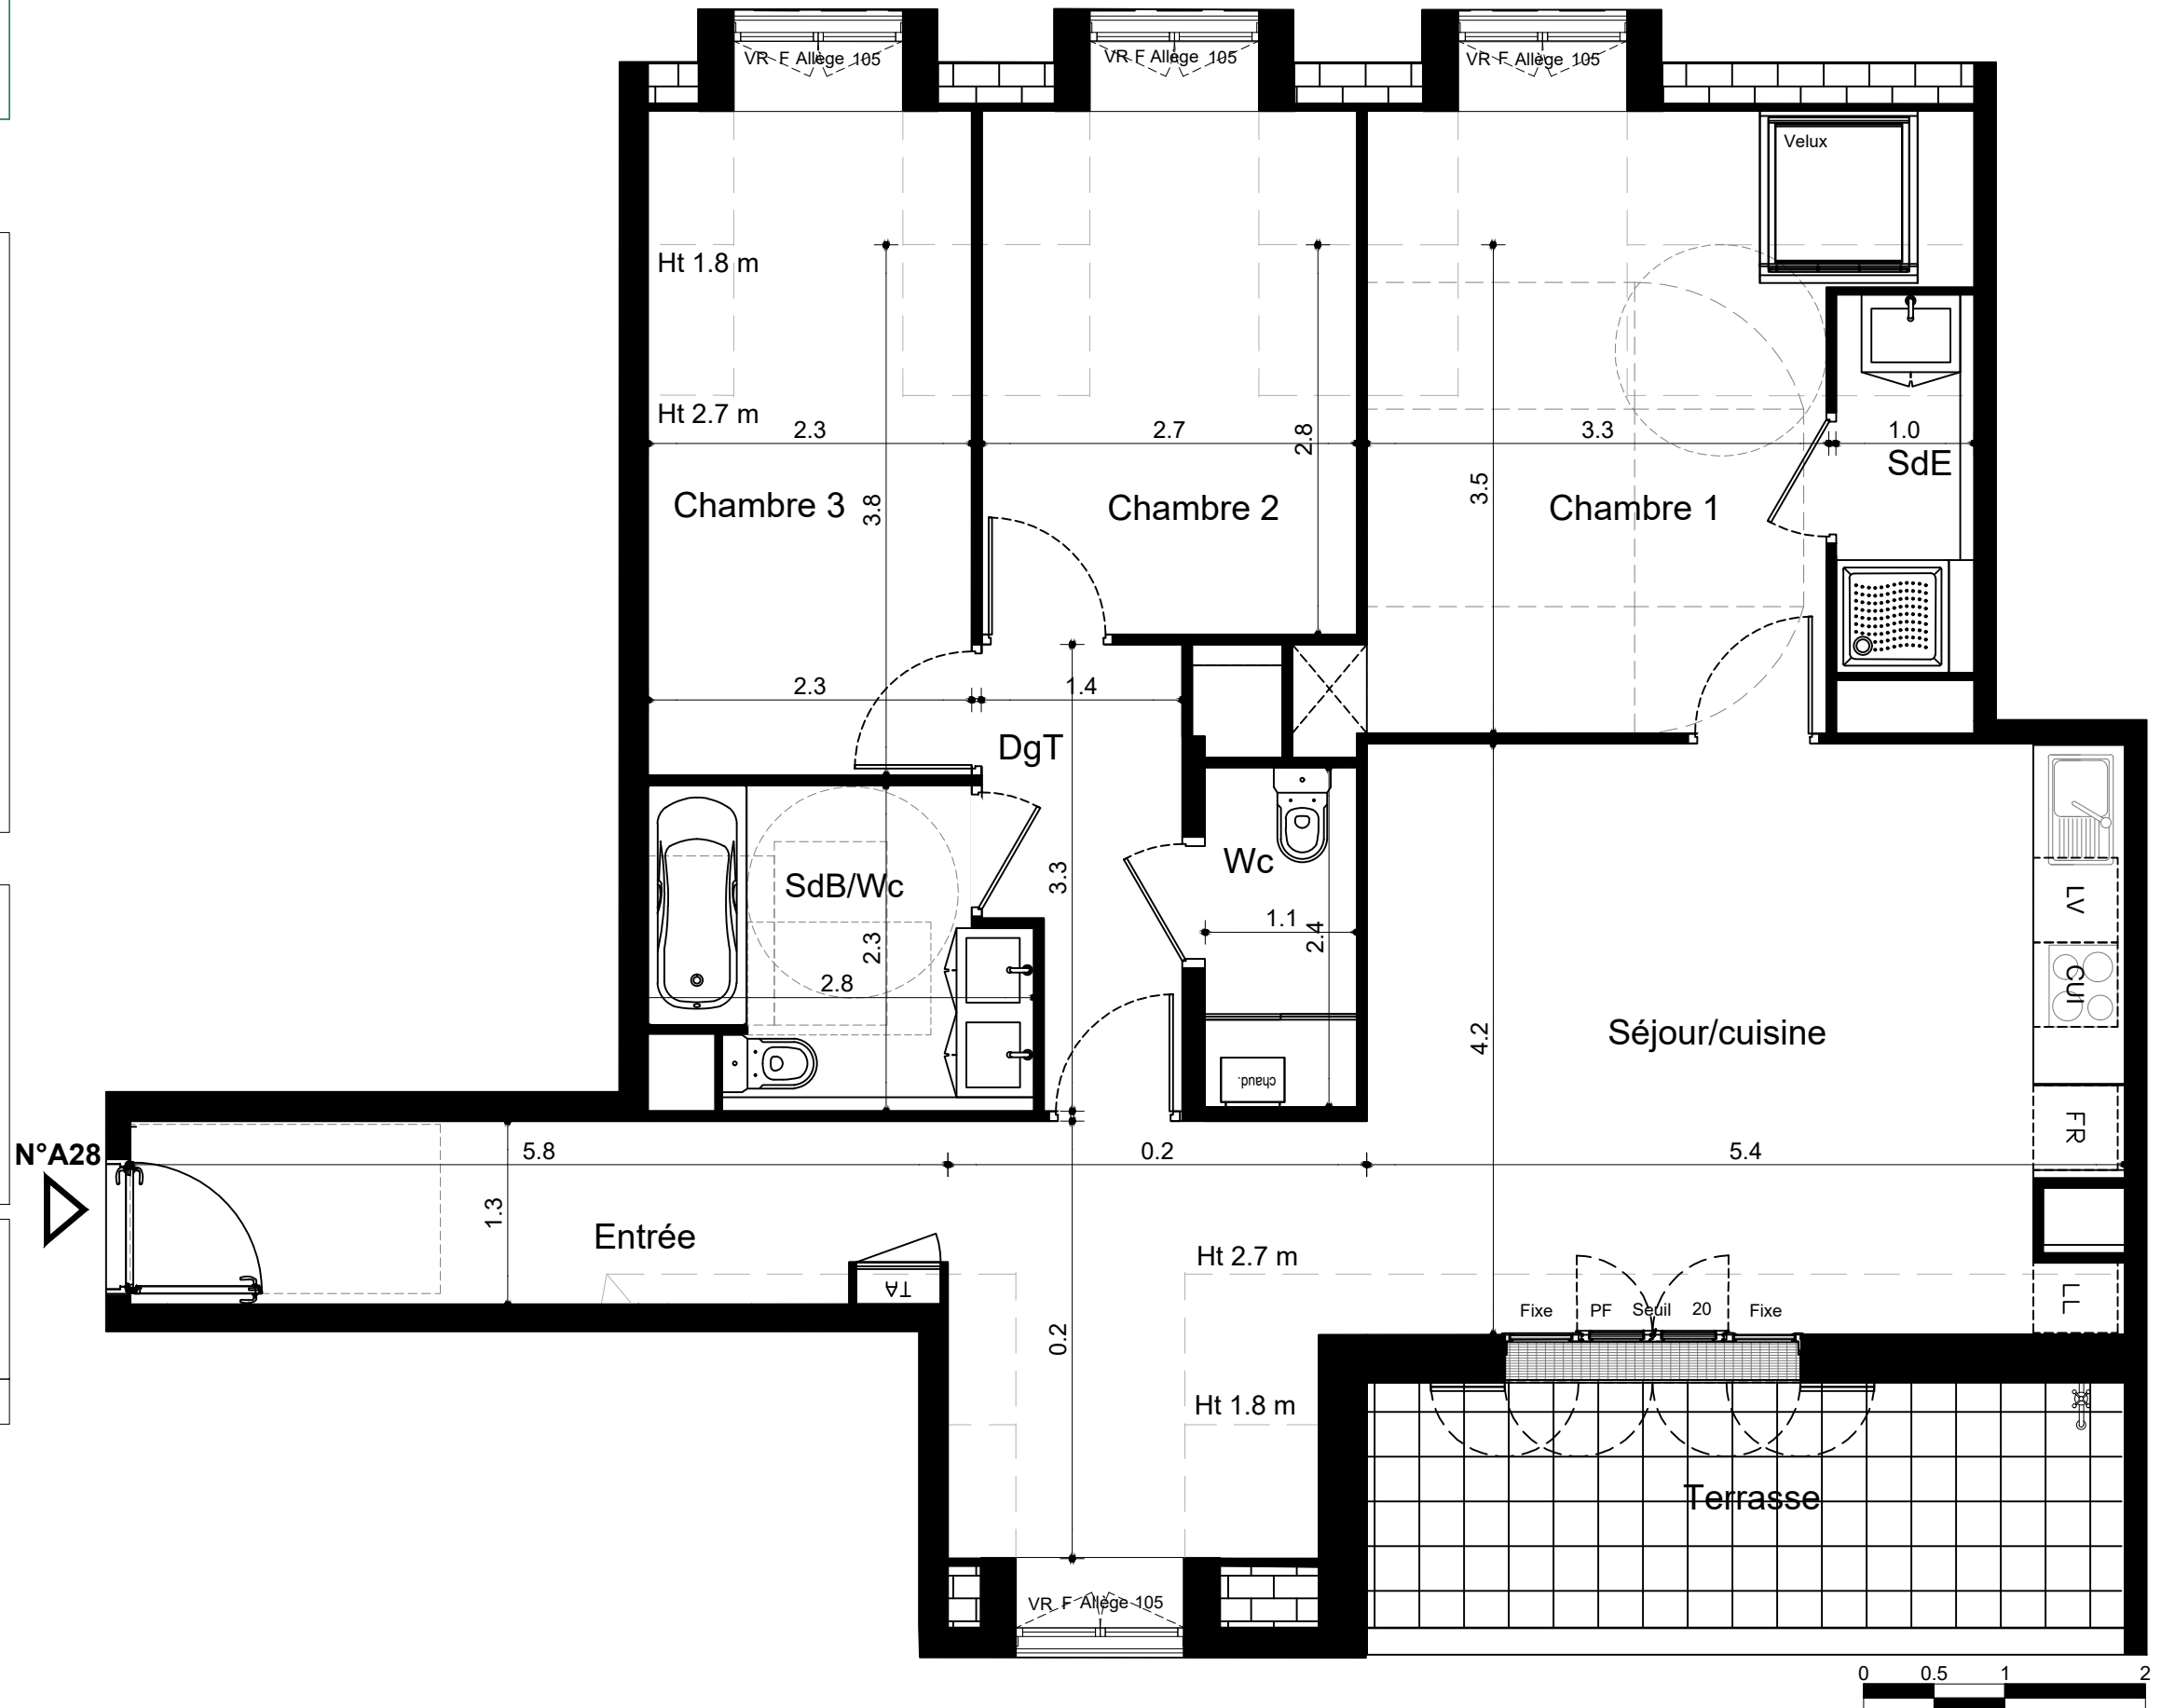 VR F Allège 105
VR F Allège 105
VR F Allège 105
Velux
Ht 1.8 m
Ht 2.7 m
2.3
2.7
2.8
3.3
1.0
SdE
Chambre 3
3.8
Chambre 2
3.5
Chambre 1
2.3
1.4
DgT
SdB/Wc
3.3
Wc
LV
2.3
1.1
2.4
2.8
CUI
4.2
Séjour/cuisine
chaud.
FR
N°A28
5.8
0.2
5.4
1.3
Entrée
Ht 2.7 m
TA
LL
0.2
Fixe PF Seuil 20 Fixe
Ht 1.8 m
Terrasse
VR F Allège 105
0 0.5 1 2